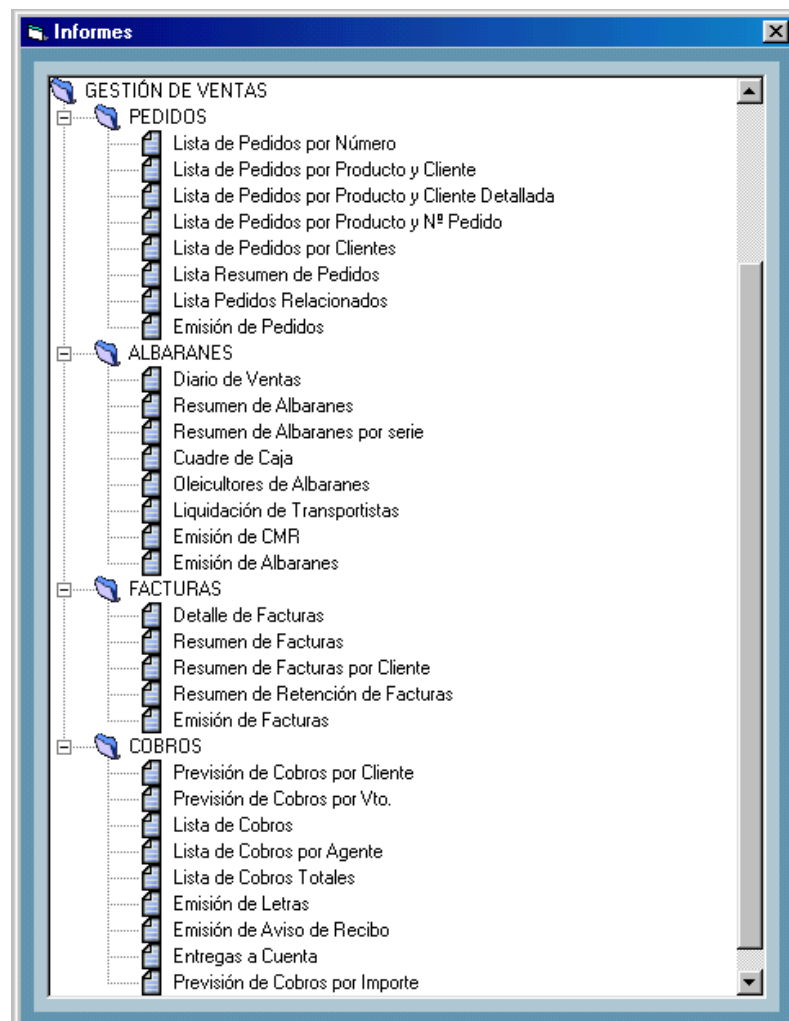 Informes
GESTIÓN DE VENTAS
PEDIDOS
Lista de Pedidos por Número
Lista de Pedidos por Producto y Cliente
Lista de Pedidos por Producto y Cliente Detallada
Lista de Pedidos por Producto y Nº Pedido
Lista de Pedidos por Clientes
Lista Resumen de Pedidos
Lista Pedidos Relacionados
Emisión de Pedidos
ALBARANES
Diario de Ventas
Resumen de Albaranes
Resumen de Albaranes por serie
Cuadre de Caja
Oleicultores de Albaranes
Liquidación de Transportistas
Emisión de CMR
Emisión de Albaranes
FACTURAS
Detalle de Facturas
Resumen de Facturas
Resumen de Facturas por Cliente
Resumen de Retención de Facturas
Emisión de Facturas
COBROS
Previsión de Cobros por Cliente
Previsión de Cobros por Vto.
Lista de Cobros
Lista de Cobros por Agente
Lista de Cobros Totales
Emisión de Letras
Emisión de Aviso de Recibo
Entregas a Cuenta
Previsión de Cobros por Importe